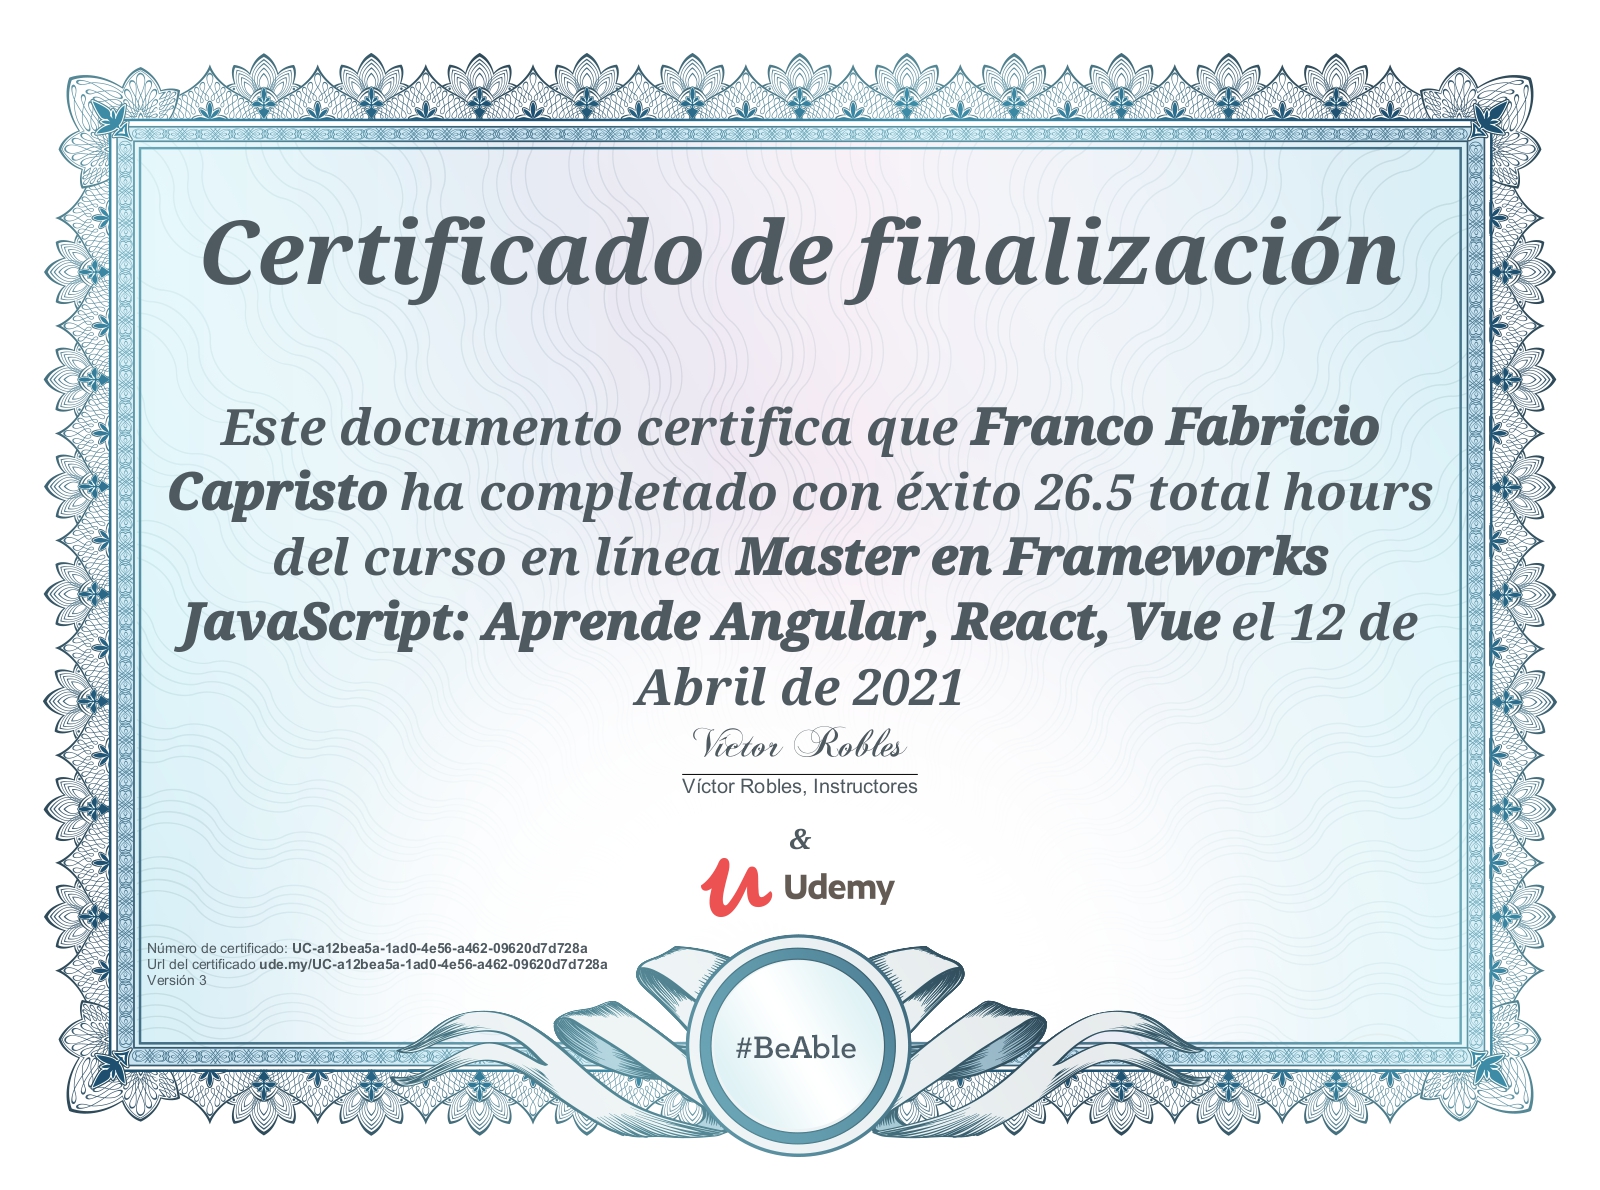 Certificado de finalización
Este documento certifica que Franco Fabricio
Capristo ha completado con éxito 26.5 total hours
del curso en línea Master en Frameworks
JavaScript: Aprende Angular, React, Vue el 12 de
Abril de 2021
Víctor Robles
Víctor Robles, Instructores
&
Udemy
Número de certificado: UC-a12bea5a-1ad0-4e56-a462-09620d7d728a
Url del certificado ude.my/UC-a12bea5a-1ad0-4e56-a462-09620d7d728a
Versión 3
#BeAble